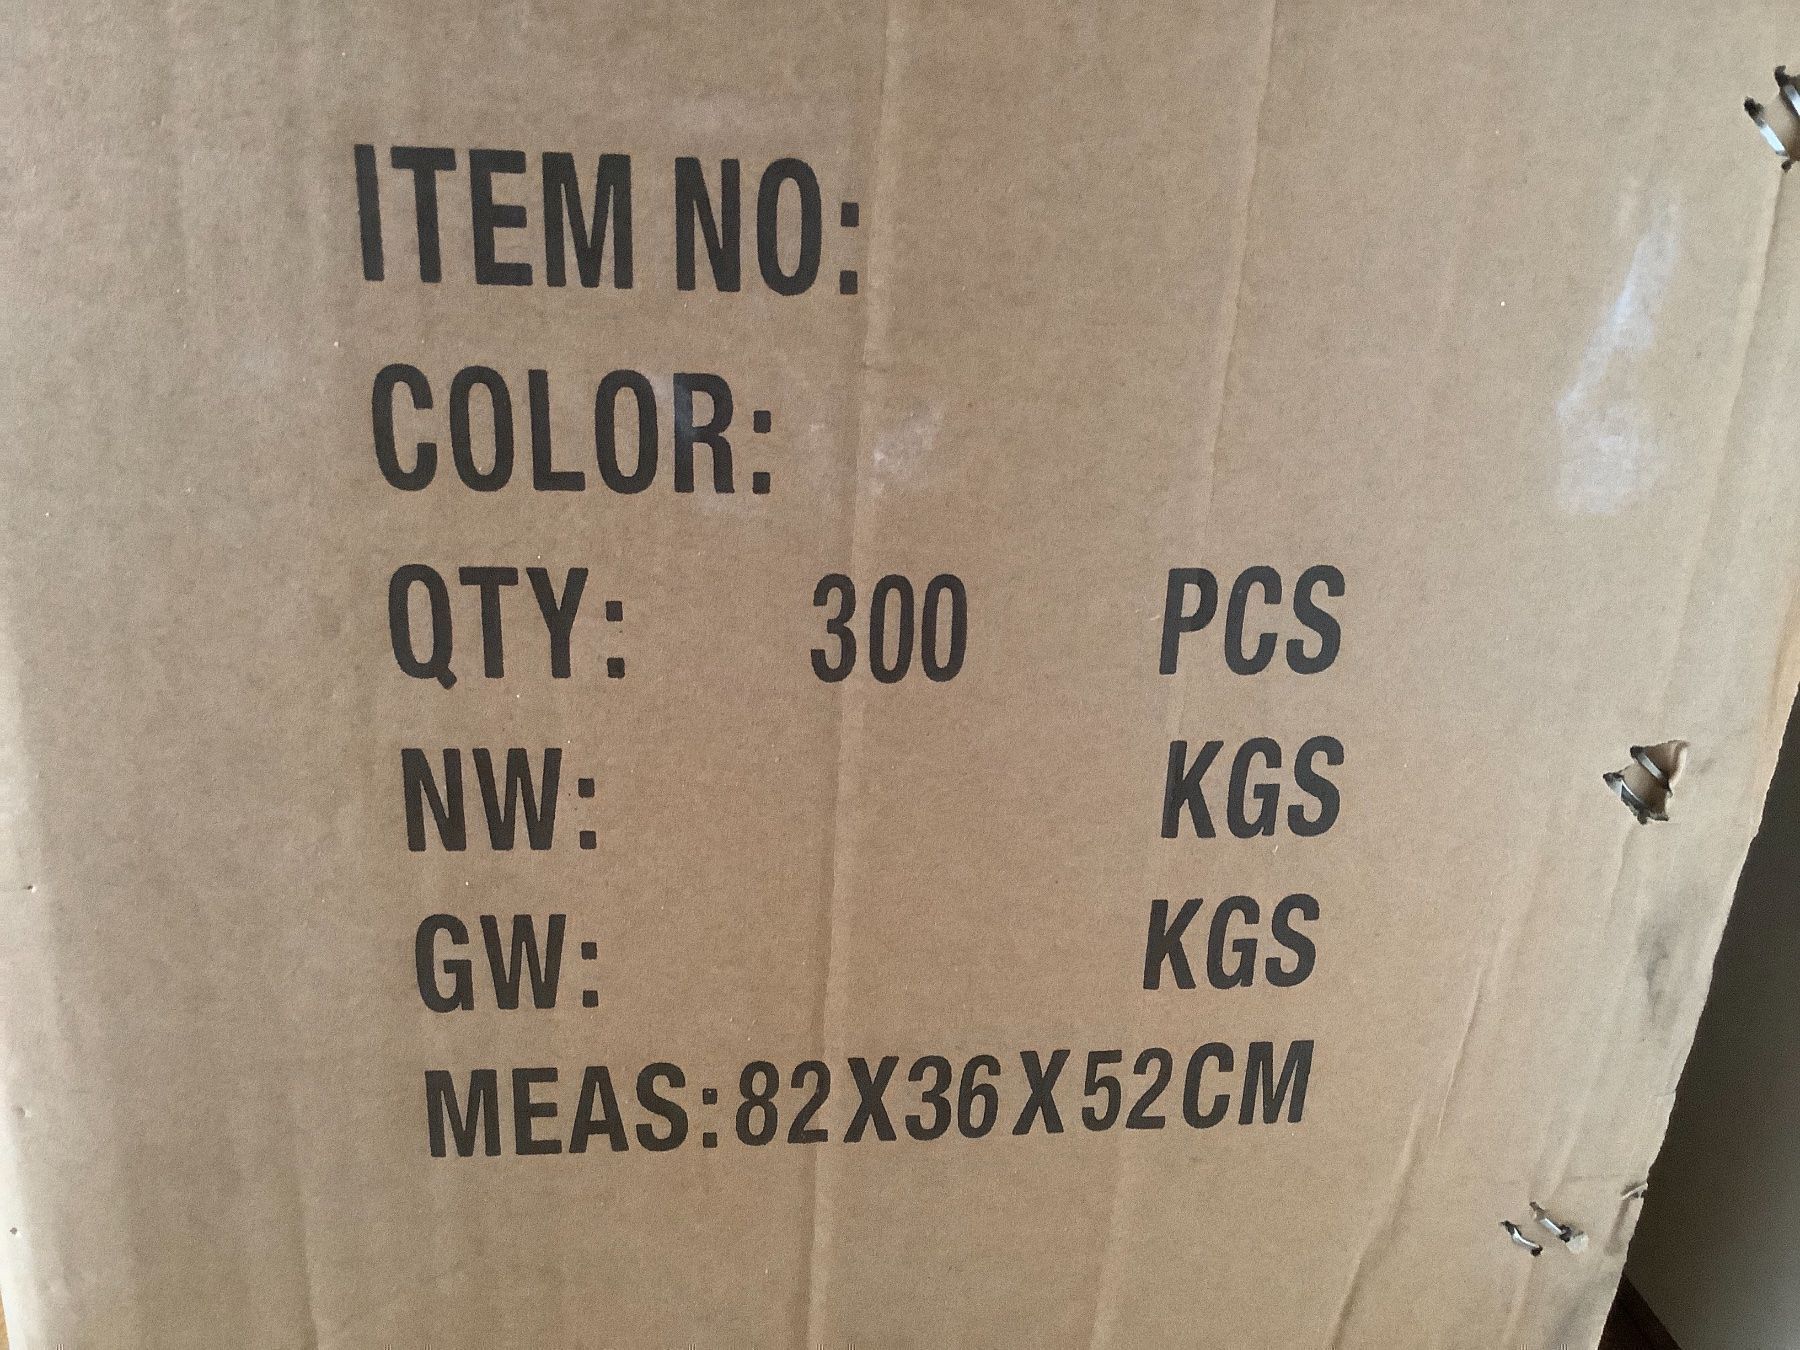 ITEM NO:
COLOR:
QTY: 300 PCS
NW: KGS
GW: KGS
MEAS:82X36X52CM